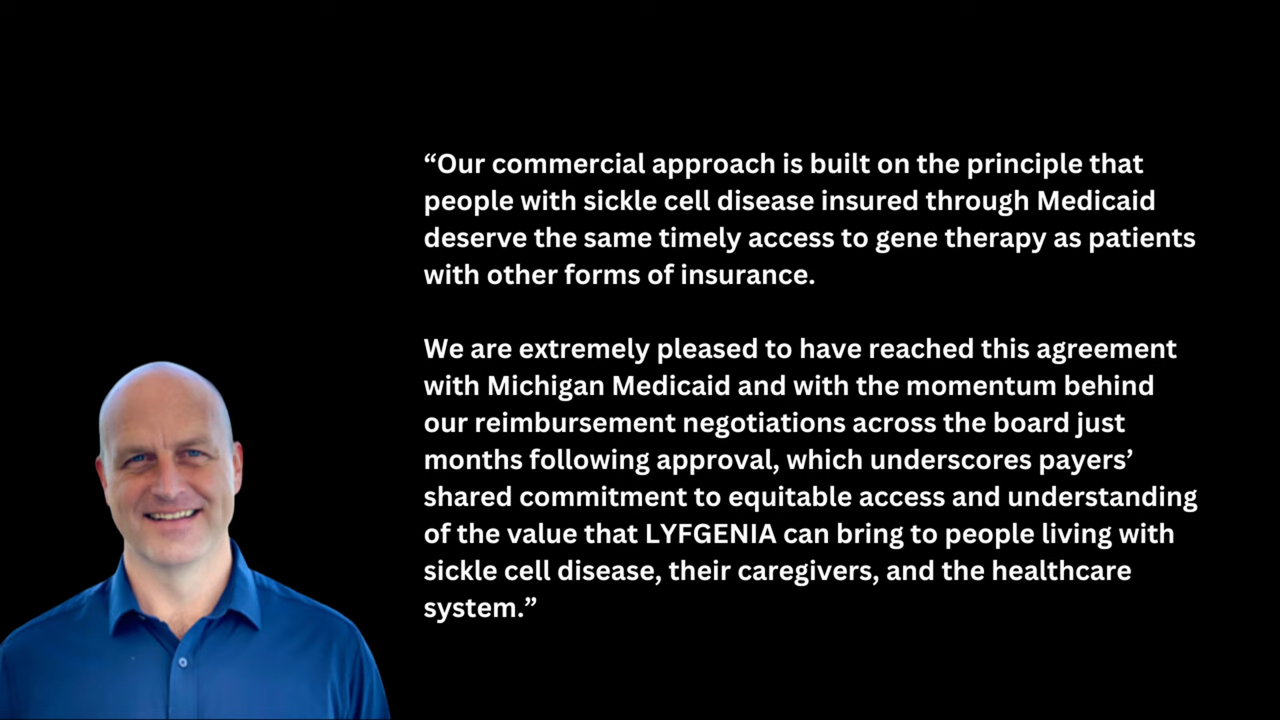 “Our commercial approach is built on the principle that
people with sickle cell disease insured through Medicaid
deserve the same timely access to gene therapy as patients
with other forms of insurance.
We are extremely pleased to have reached this agreement
with Michigan Medicaid and with the momentum behind
our reimbursement negotiations across the board just
months following approval, which underscores payers’
shared commitment to equitable access and understanding
of the value that LYFGENIA can bring to people living with
sickle cell disease, their caregivers, and the healthcare
system.”